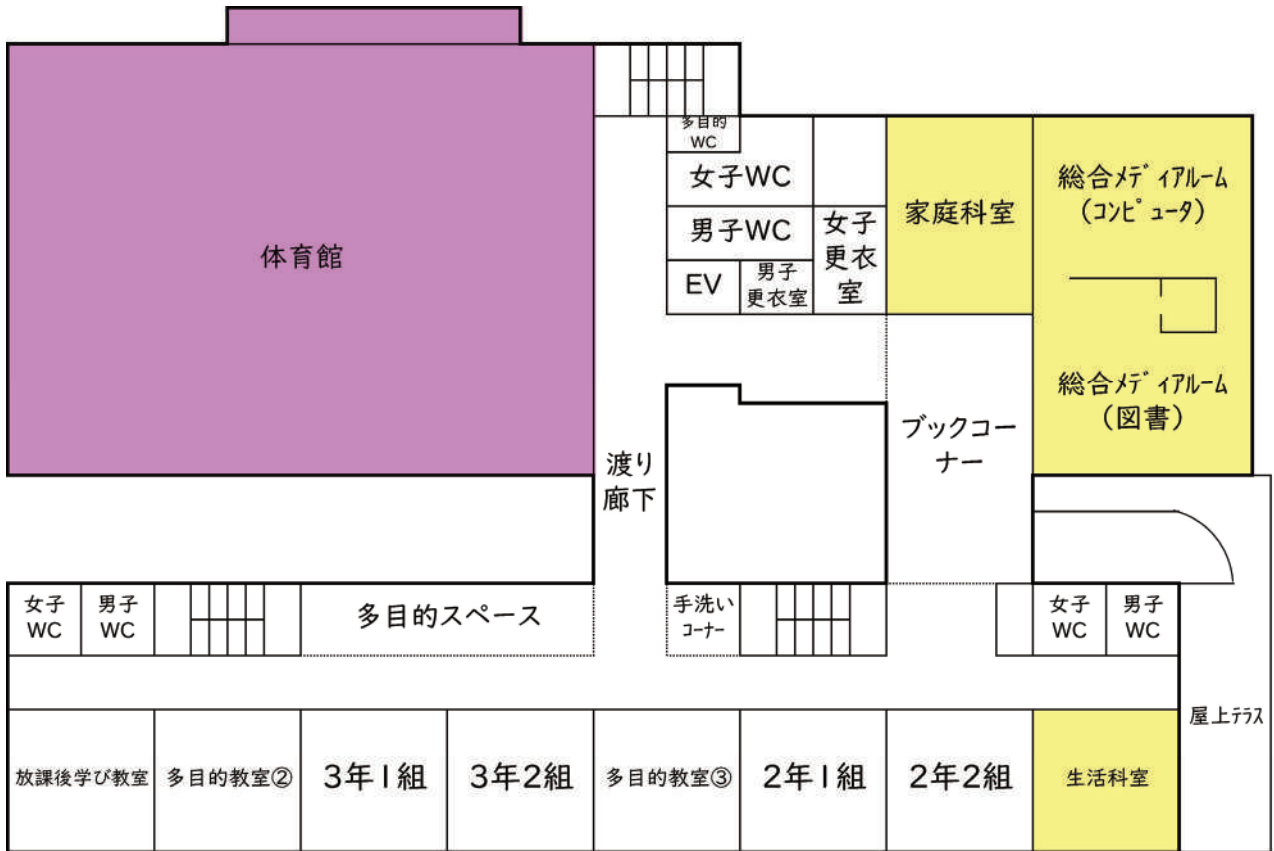 多目的
WC
女子WC
男子WC
EV
男子
更衣室
女子
更衣
室
家庭科室
総合メディアルーム
(コンピュータ)
体育館
総合メディアルーム
(図書)
ブックコー
ナー
渡り
廊下
女子
WC
男子
WC
多目的スペース
手洗い
コーナー
女子
WC
男子
WC
屋上テラス
放課後学び教室
多目的教室②
3年1組
3年2組
多目的教室③
2年1組
2年2組
生活科室